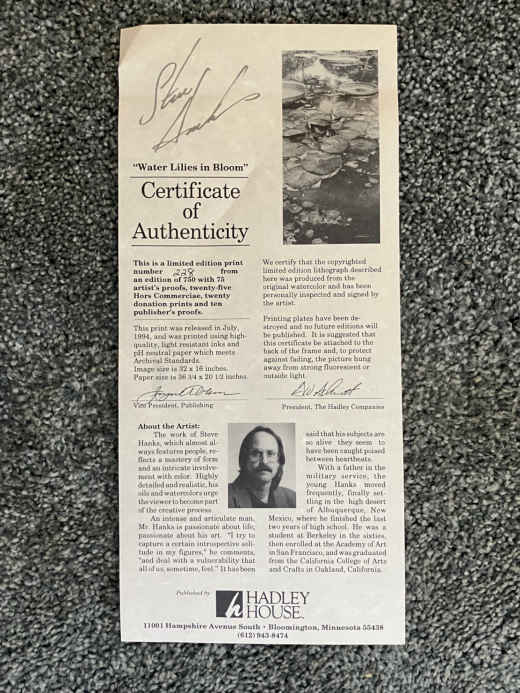 Steve
Hanks
"Water Lilies in Bloom"
Certificate
of
Authenticity
This is a limited edition print
number 228 from
an edition of 750 with 75
artist's proofs, twenty-five
Hors Commerciae, twenty
donation prints and ten
publisher's proofs.
This print was released in July,
1994, and was printed using high-
quality, light resistant inks and
pH neutral paper which meets
Archival Standards.
Image size is 32 x 16 inches.
Paper size is 36 3/4 x 20 1/2 inches.
Vice President, Publishing
We certify that the copyrighted
limited edition lithograph described
here was produced from the
original watercolor and has been
personally inspected and signed by
the artist.
Printing plates have been de-
stroyed and no future editions will
be published. It is suggested that
this certificate be attached to the
back of the frame and, to protect
against fading, the picture hung
away from strong fluorescent or
outside light.
President, The Hadley Companies
About the Artist:
The work of Steve
Hanks, which almost al-
ways features people, re-
flects a mastery of form
and an intricate involve-
ment with color. Highly
detailed and realistic, his
oils and watercolors urge
the viewer to become part
of the creative process.
An intense and articulate man,
Mr. Hanks is passionate about life,
passionate about his art. "I try to
capture a certain introspective soli-
tude in my figures," he comments,
"and deal with a vulnerability that
all of us, sometime, feel." It has been
said that his subjects are
so alive they seem to
have been caught poised
between heartbeats.
With a father in the
military service, the
young Hanks moved
frequently, finally set-
tling in the high desert
of Albuquerque, New
Mexico, where he finished the last
two years of high school. He was a
student at Berkeley in the sixties,
then enrolled at the Academy of Art
in San Francisco, and was graduated
from the California College of Arts
and Crafts in Oakland, California.
Published by
HADLEY
HOUSE
11001 Hampshire Avenue South • Bloomington, Minnesota 55438
(612) 943-8474